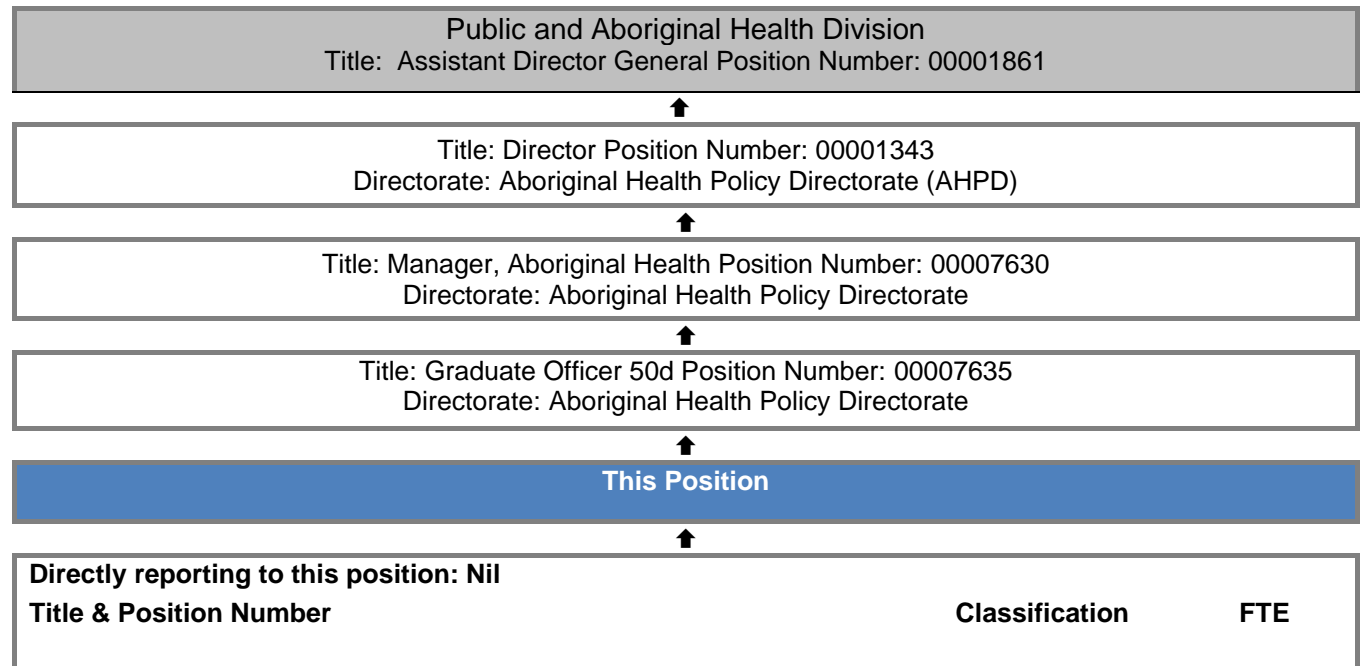 Public and Aboriginal Health Division
Title: Assistant Director General Position Number: 00001861
Title: Director Position Number: 00001343
Directorate: Aboriginal Health Policy Directorate (AHPD)
Title: Manager, Aboriginal Health Position Number: 00007630
Directorate: Aboriginal Health Policy Directorate
Title: Graduate Officer 50d Position Number: 00007635
Directorate: Aboriginal Health Policy Directorate
This Position
Directly reporting to this position: Nil
Title & Position Number Classification FTE